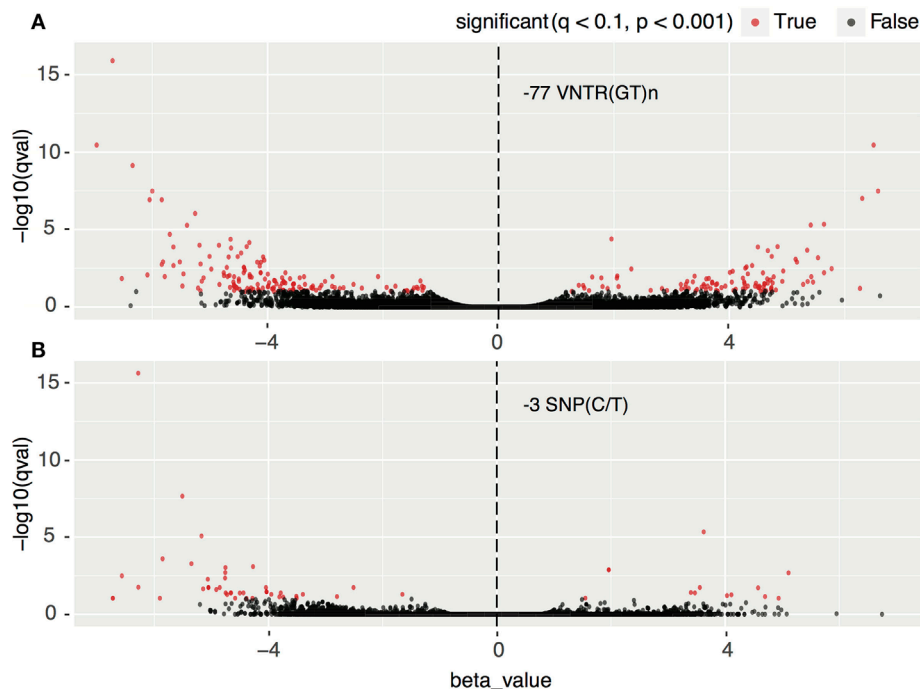 A
significant(q < 0.1, p < 0.001) True False
-77 VNTR(GT)n
−log10(qval)
15
10
5
0
−4 0 4
B
-3 SNP(C/T)
−log10(qval)
15
10
5
0
−4 0 4
beta_value